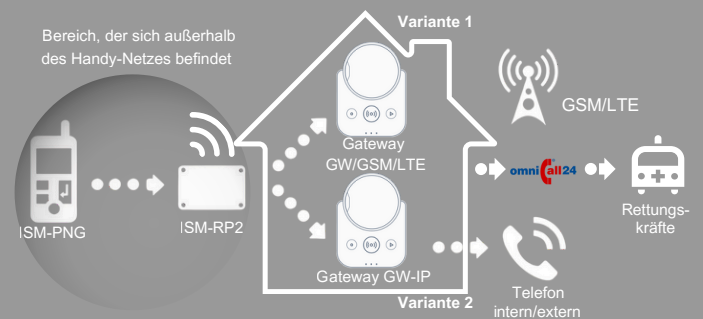 Variante 1
Bereich, der sich außerhalb
des Handy-Netzes befindet
GSM/LTE
Gateway
GW/GSM/LTE
omnicall24
Rettungs-
kräfte
ISM-PNG
ISM-RP2
Gateway GW-IP
Variante 2
Telefon
intern/extern